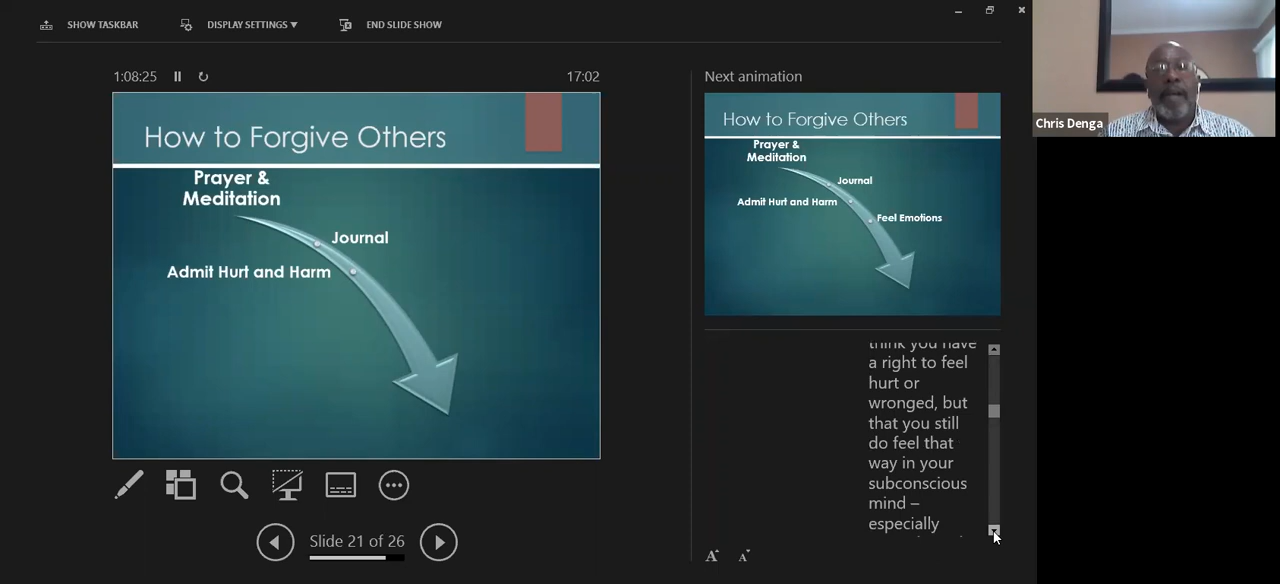 SHOW TASKBAR
DISPLAY SETTINGS ▼
END SLIDE SHOW
1:08:25
17:02
How to Forgive Others
Prayer &
Meditation
Journal
Admit Hurt and Harm
Slide 21 of 26
Next animation
How to Forgive Others
Prayer &
Meditation
Journal
Admit Hurt and Harm
Feel Emotions
think you have
a right to feel
hurt or
wronged, but
that you still
do feel that
way in your
subconscious
mind –
especially
A A
Chris Denga